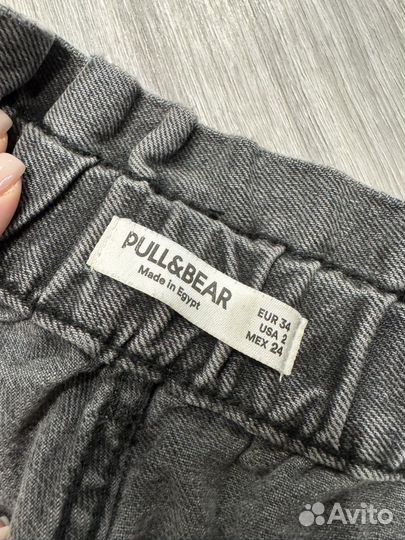 PULL&BEAR
Made in Egypt
EUR 34
USA 2
MEX 24
Avito